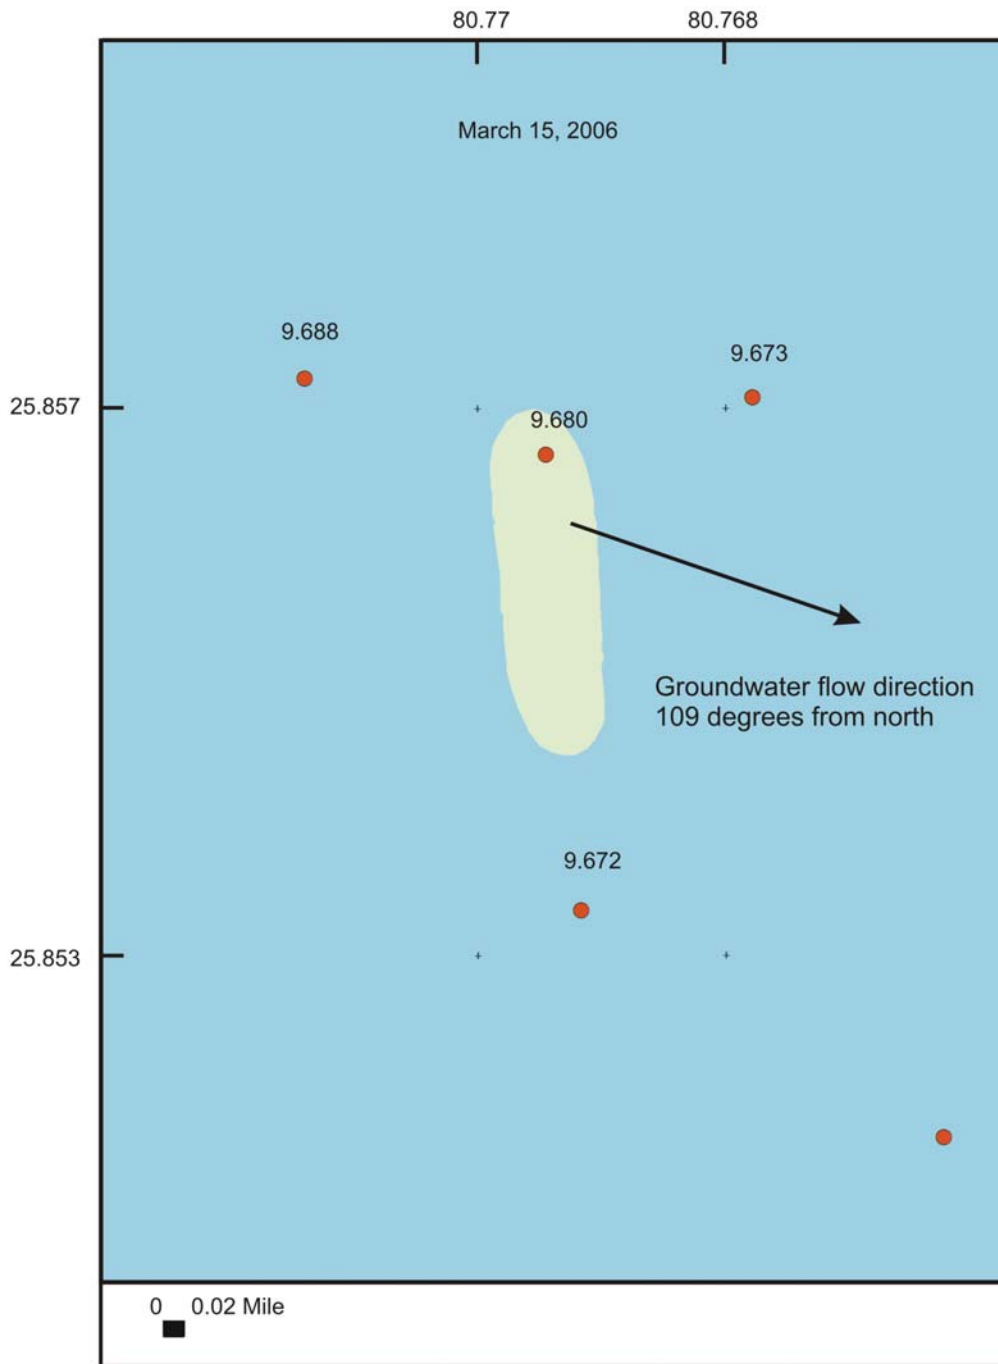 80.77
80.768
March 15, 2006
9.688
9.673
25.857
9.680
Groundwater flow direction
109 degrees from north
9.672
25.853
0 0.02 Mile